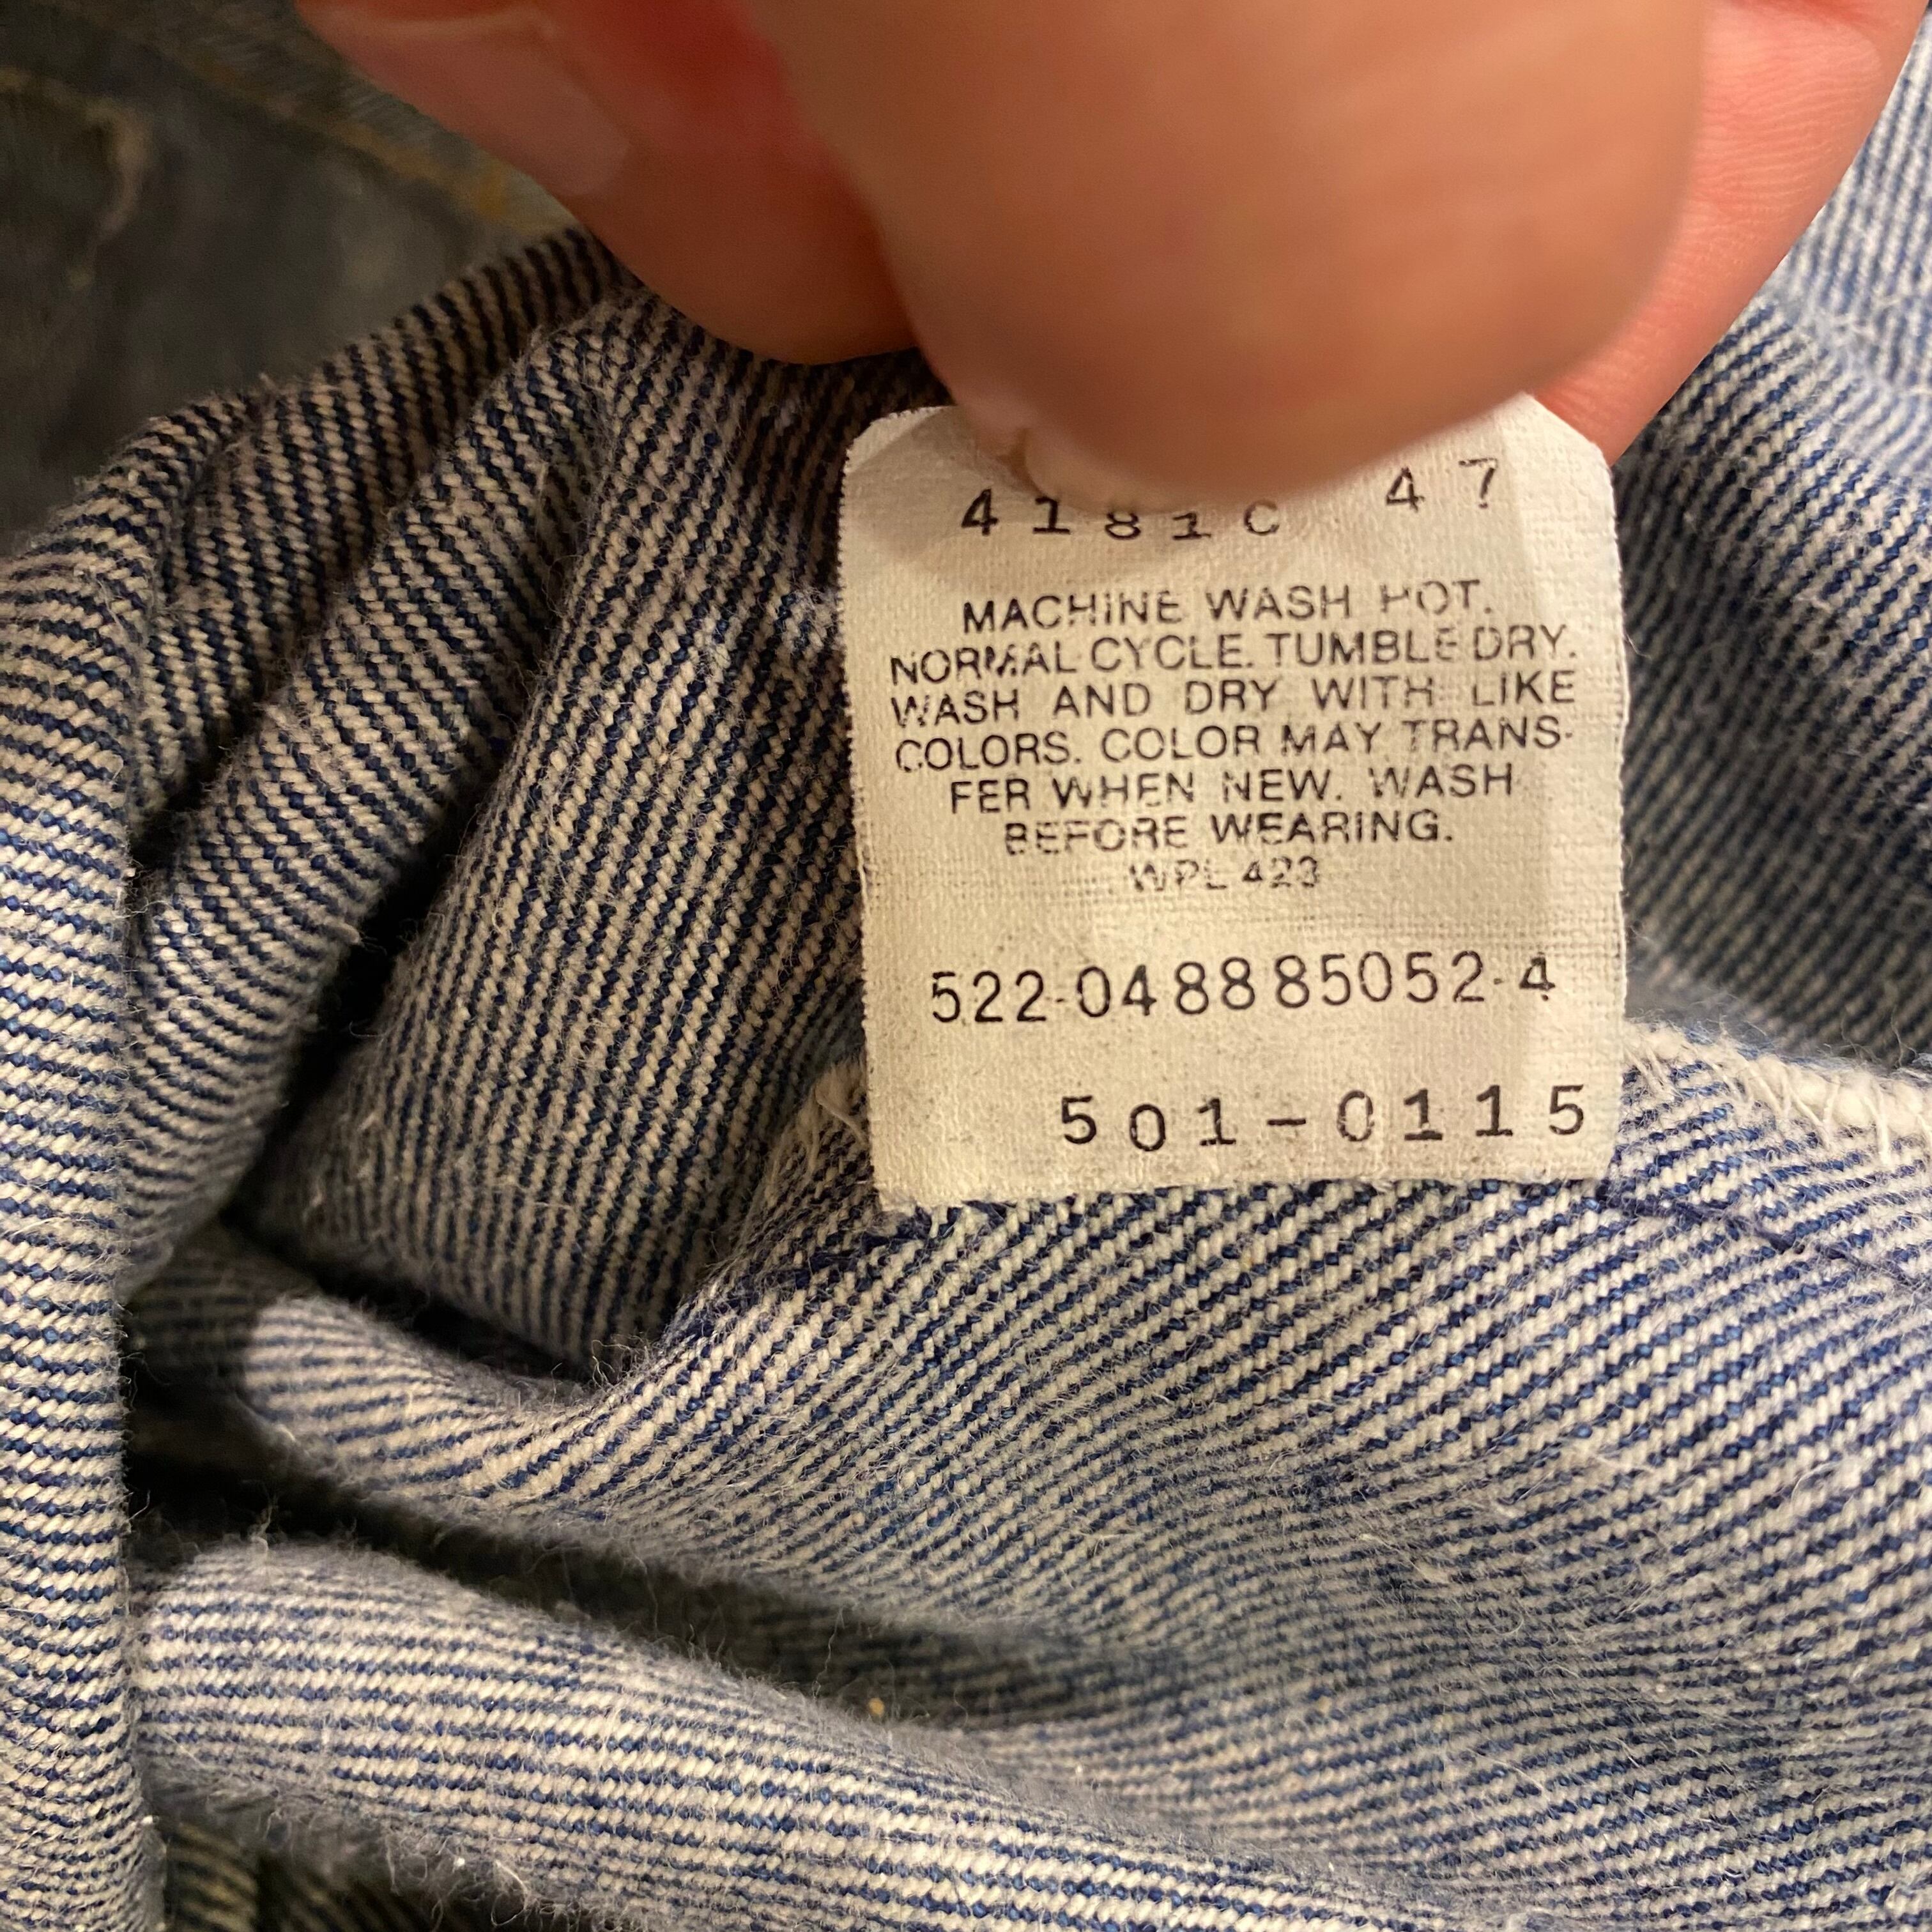 4181C 47
MACHINE WASH HOT.
NORMAL CYCLE. TUMBLE DRY.
WASH AND DRY WITH LIKE
COLORS. COLOR MAY TRANS-
FER WHEN NEW. WASH
BEFORE WEARING.
WPL 423
522-048885052-4
501-0115